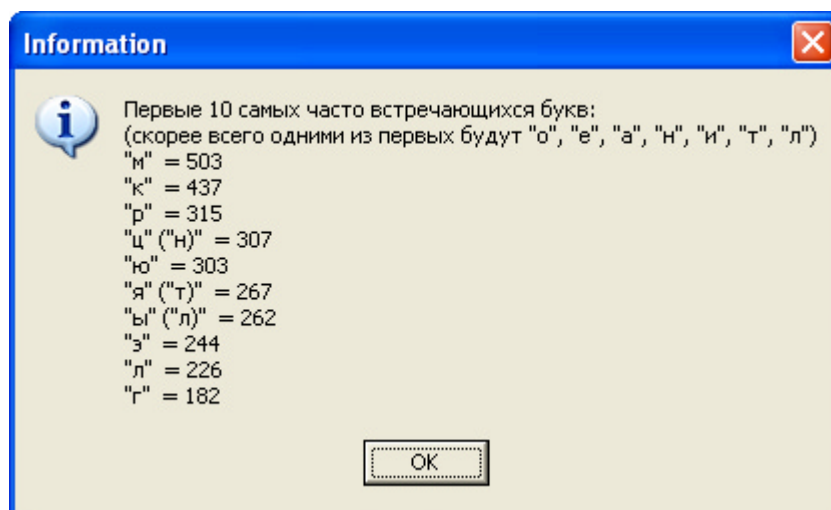 Information
Первые 10 самых часто встречающихся букв:
(скорее всего одними из первых будут "о", "е", "а", "н", "и", "т", "л")
"м" = 503
"к" = 437
"р" = 315
"ц" ("н") = 307
"ю" = 303
"я" ("т") = 267
"ы" ("л") = 262
"э" = 244
"л" = 226
"г" = 182
OK